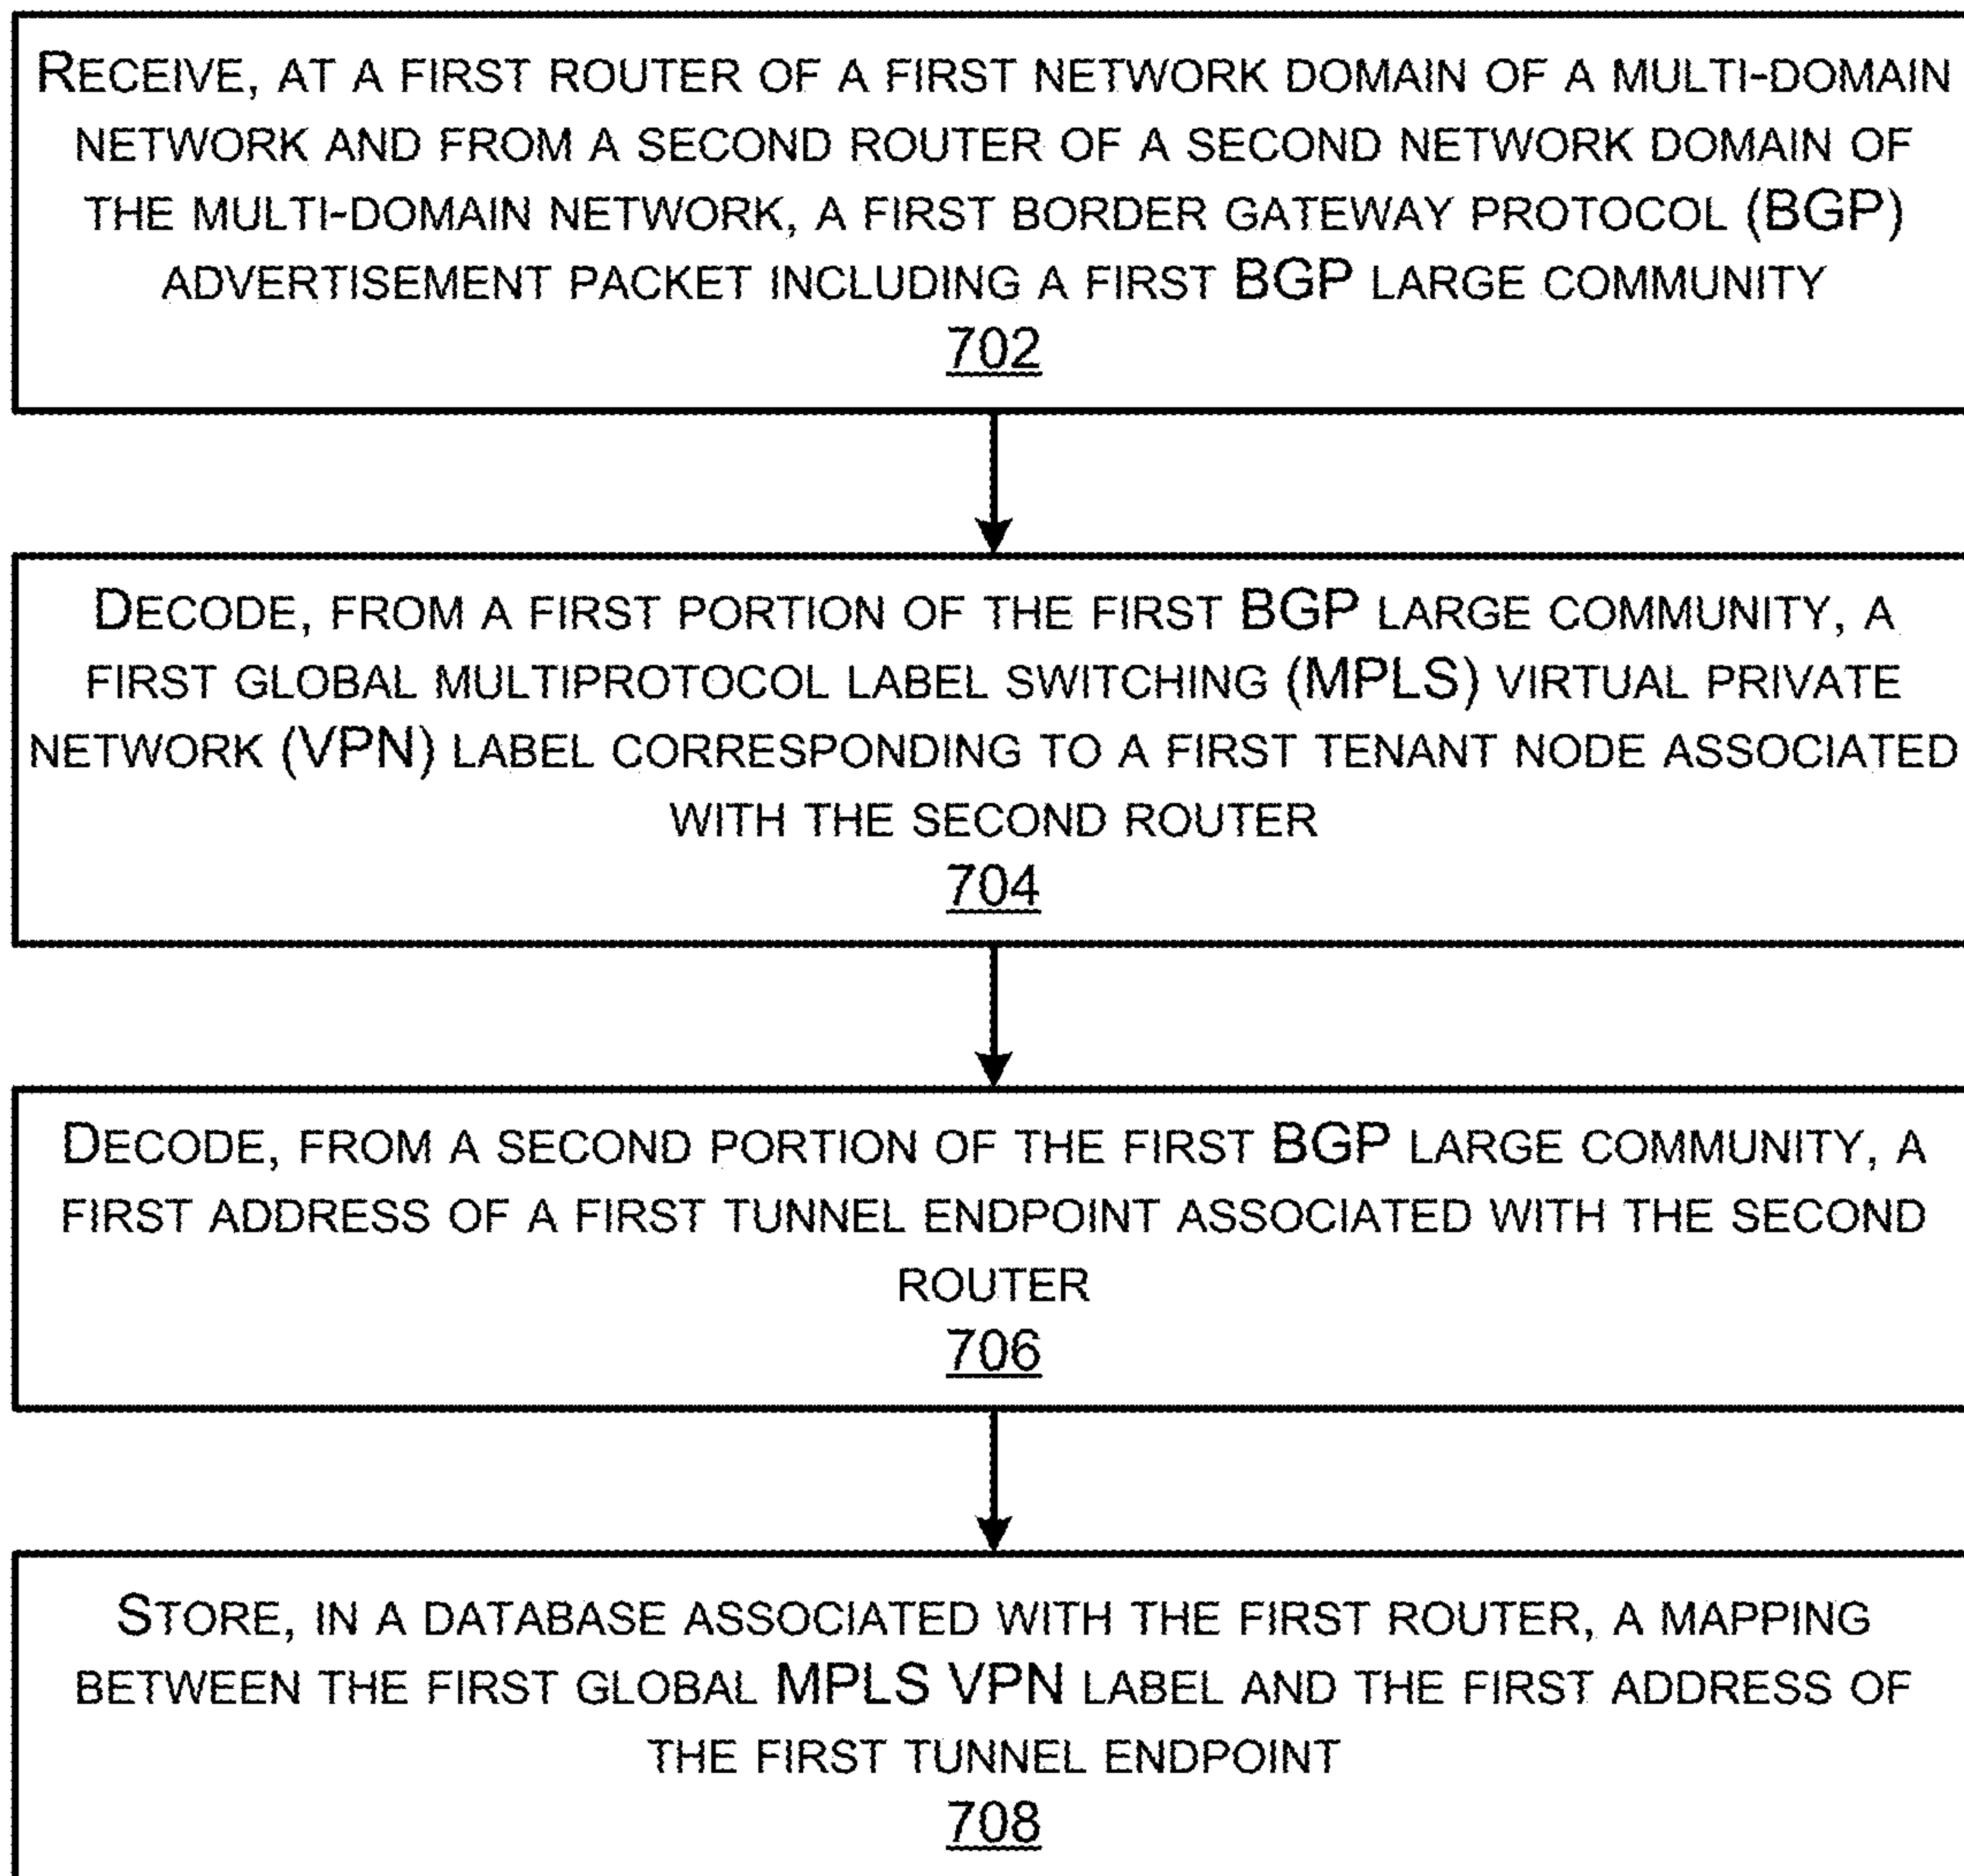 RECEIVE, AT A FIRST ROUTER OF A FIRST NETWORK DOMAIN OF A MULTI-DOMAIN
NETWORK AND FROM A SECOND ROUTER OF A SECOND NETWORK DOMAIN OF
THE MULTI-DOMAIN NETWORK, A FIRST BORDER GATEWAY PROTOCOL (BGP)
ADVERTISEMENT PACKET INCLUDING A FIRST BGP LARGE COMMUNITY
702
DECODE, FROM A FIRST PORTION OF THE FIRST BGP LARGE COMMUNITY, A
FIRST GLOBAL MULTIPROTOCOL LABEL SWITCHING (MPLS) VIRTUAL PRIVATE
NETWORK (VPN) LABEL CORRESPONDING TO A FIRST TENANT NODE ASSOCIATED
WITH THE SECOND ROUTER
704
DECODE, FROM A SECOND PORTION OF THE FIRST BGP LARGE COMMUNITY, A
FIRST ADDRESS OF A FIRST TUNNEL ENDPOINT ASSOCIATED WITH THE SECOND
ROUTER
706
STORE, IN A DATABASE ASSOCIATED WITH THE FIRST ROUTER, A MAPPING
BETWEEN THE FIRST GLOBAL MPLS VPN LABEL AND THE FIRST ADDRESS OF
THE FIRST TUNNEL ENDPOINT
708